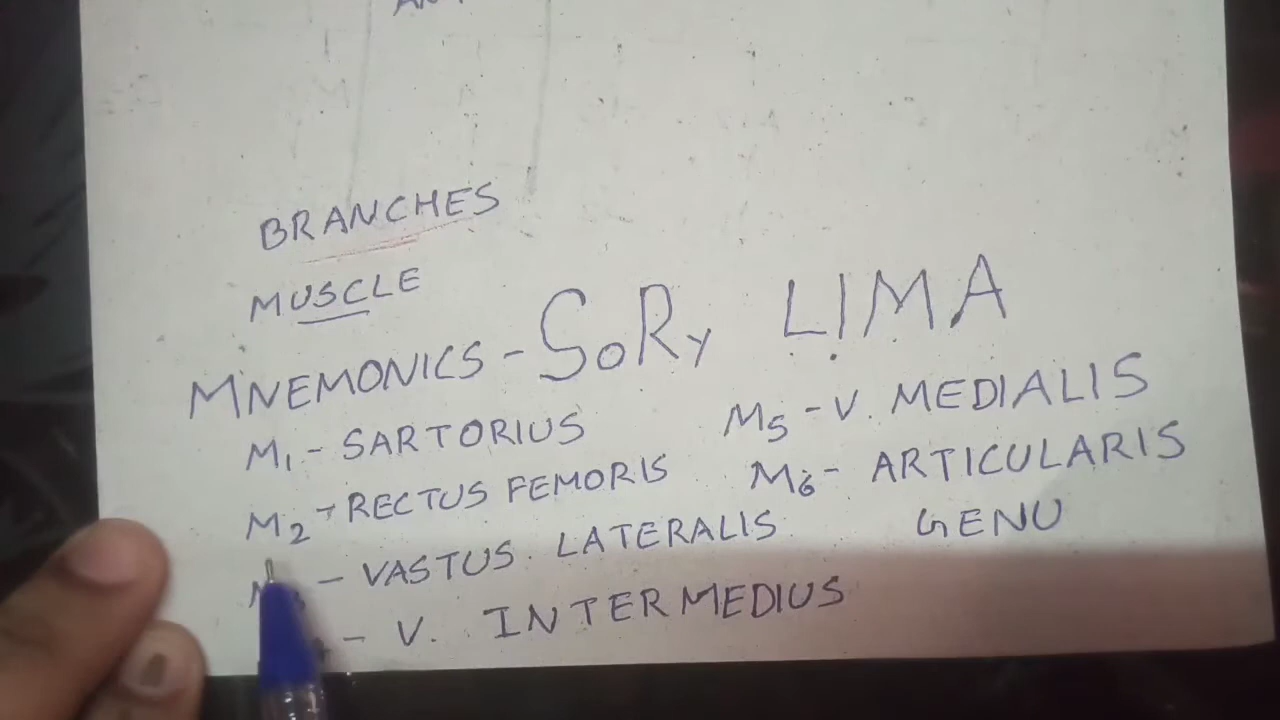 BRANCHES
MUSCLE
MNEMONICS - SoRy LIMA
M1 - SARTORIUS
M2 - RECTUS FEMORIS
- VASTUS. LATERALIS
- V. INTERMEDIUS
M5 - V. MEDIALIS
M6 - ARTICULARIS
GENU